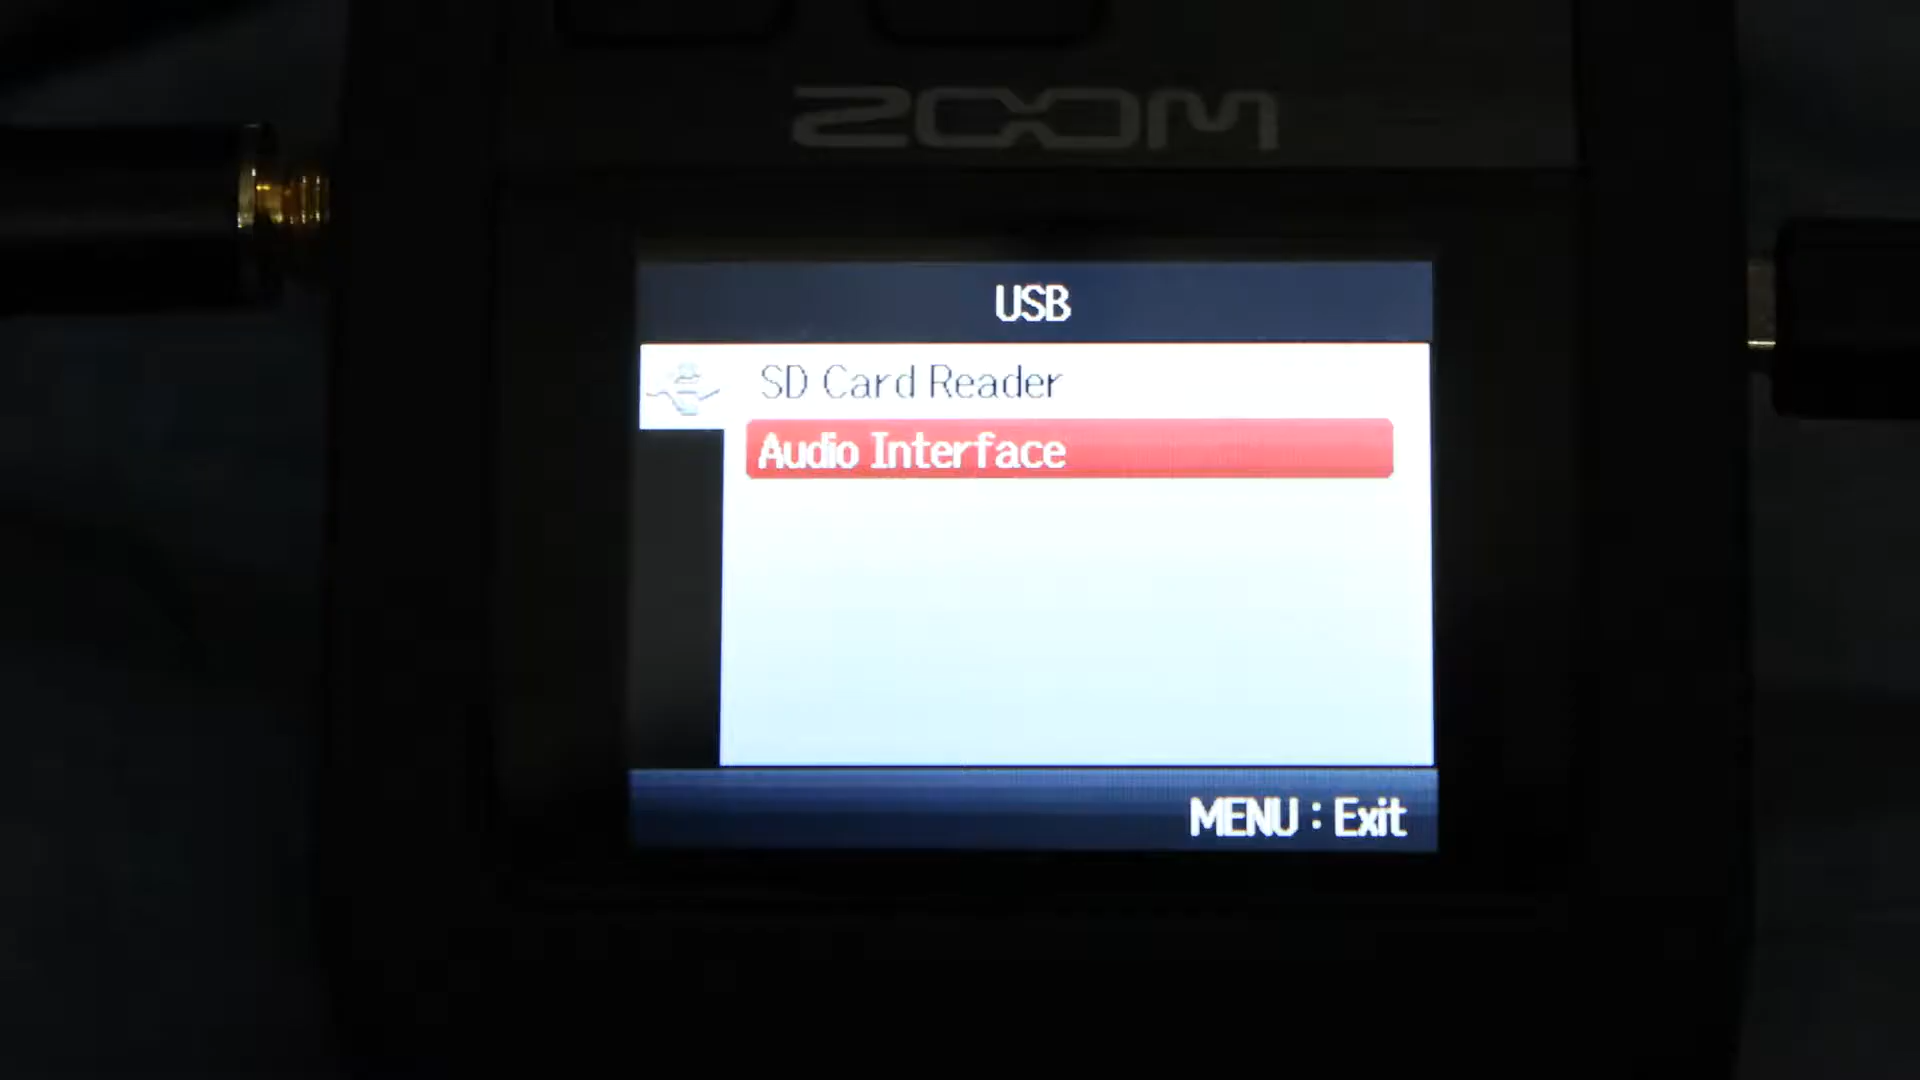 ZOOM
USB
SD Card Reader
Audio Interface
MENU : Exit